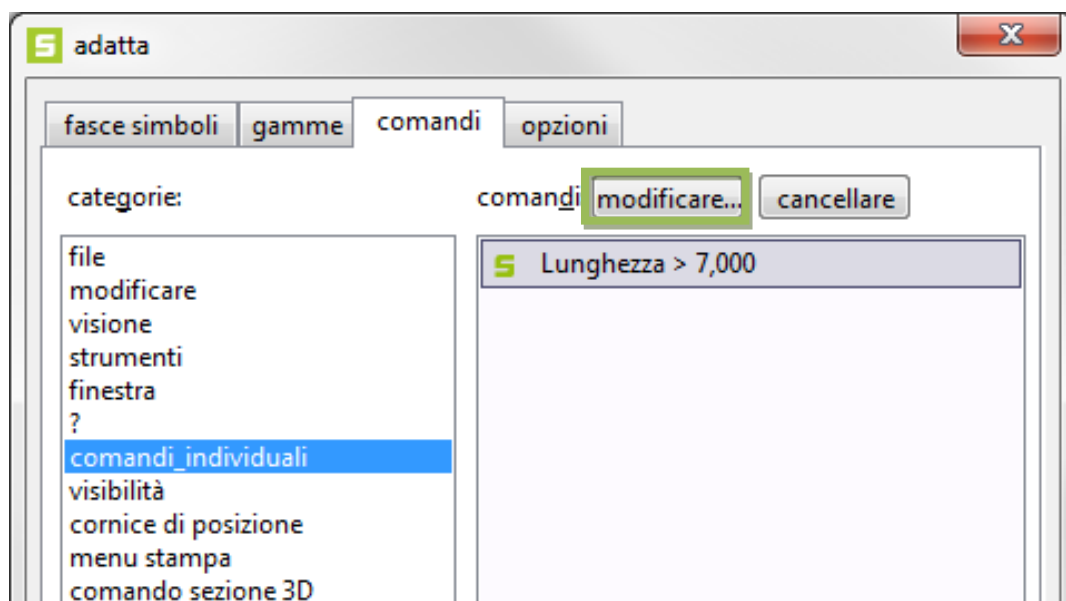 adatta
fasce simboli gamme comandi opzioni
categorie:
comandi modificare... cancellare
file
modificare
visione
strumenti
finestra
?
comandi_individuali
visibilità
cornice di posizione
menu stampa
comando sezione 3D
Lunghezza > 7,000